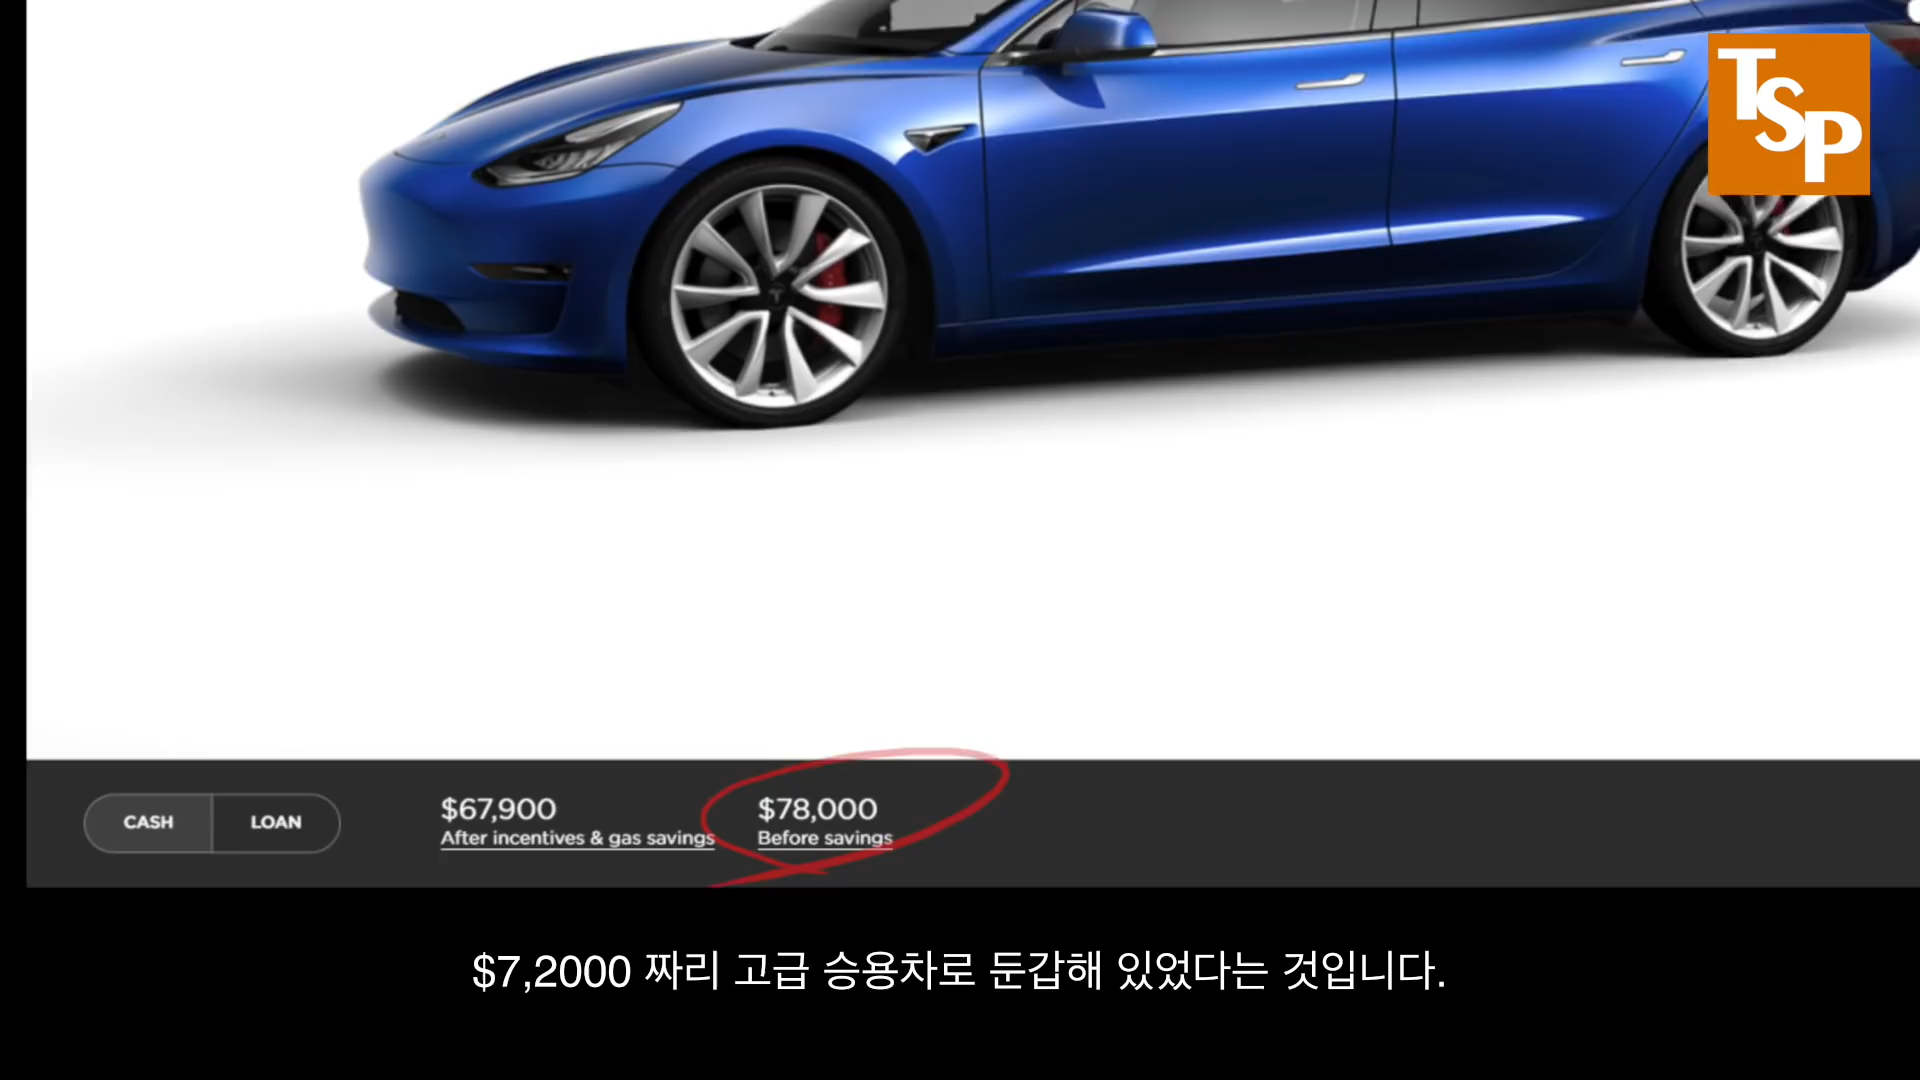 TSP
CASH
LOAN
$67,900
After incentives & gas savings
$78,000
Before savings
$7,2000 짜리 고급 승용차로 둔갑해 있었다는 것입니다.